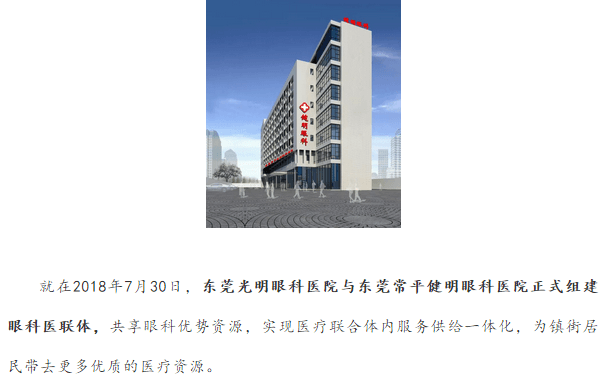 健明眼科
就在2018年7月30日，东莞光明眼科医院与东莞常平健明眼科医院正式组建
眼科医联体，共享眼科优势资源，实现医疗联合体内服务供给一体化，为镇街居
民带去更多优质的医疗资源。